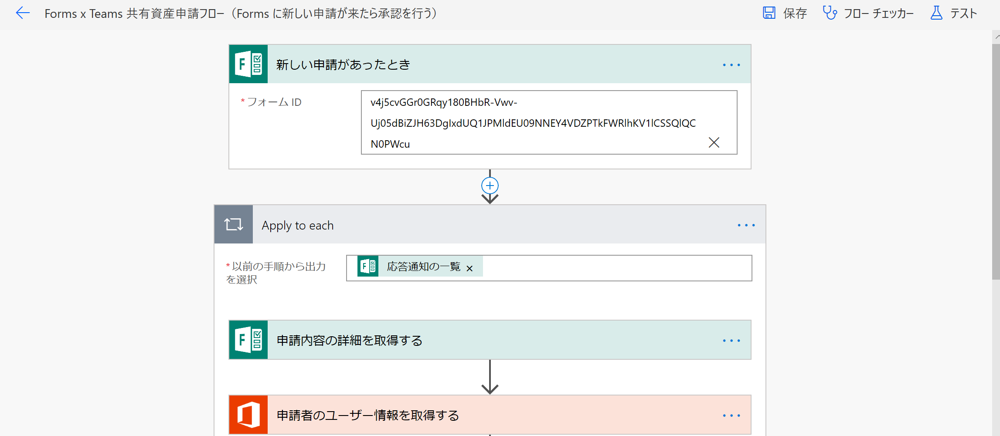 Forms x Teams 共有資産申請フロー（Forms に新しい申請が来たら承認を行う）
保存
フロー チェッカー
テスト
新しい申請があったとき
* フォーム ID
v4j5cvGGr0GRqy180BHbR-Vwv-
Uj05dBiZJH63DgIxdUQ1JPMldEU09NNEY4VDZPTkFWRlhKV1lCSSQlQC
N0PWcu
Apply to each
* 以前の手順から出力
を選択
応答通知の一覧
申請内容の詳細を取得する
申請者のユーザー情報を取得する